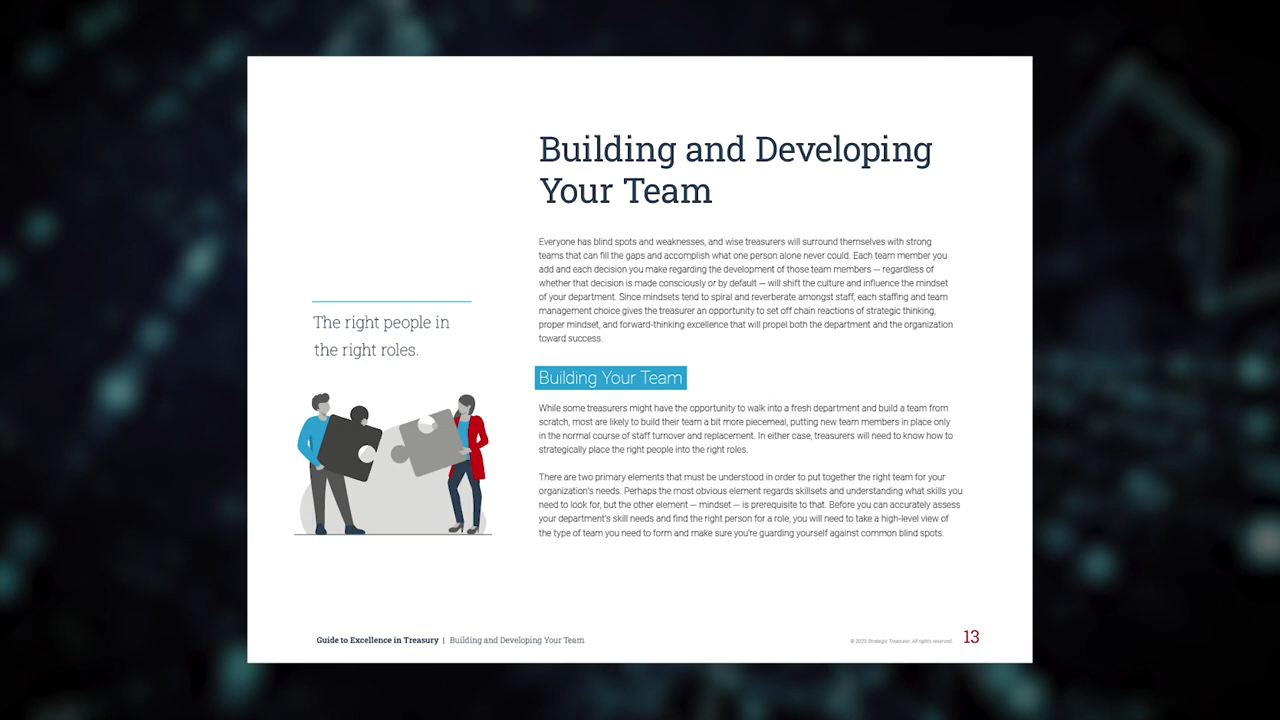 Building and Developing
Your Team
Everyone has blind spots and weaknesses, and wise treasurers will surround themselves with strong
teams that can fill the gaps and accomplish what one person alone never could. Each team member you
add and each decision you make regarding the development of those team members — regardless of
whether that decision is made consciously or by default — will shift the culture and influence the mindset
of your department. Since mindsets tend to spiral and reverberate amongst staff, each staffing and team
management choice gives the treasurer an opportunity to set off chain reactions of strategic thinking,
proper mindset, and forward-thinking excellence that will propel both the department and the organization
toward success.
The right people in
the right roles.
Building Your Team
While some treasurers might have the opportunity to walk into a fresh department and build a team from
scratch, most are likely to build their team a bit more piecemeal, putting new team members in place only
in the normal course of staff turnover and replacement. In either case, treasurers will need to know how to
strategically place the right people into the right roles.
There are two primary elements that must be understood in order to put together the right team for your
organization's needs. Perhaps the most obvious element regards skillsets and understanding what skills you
need to look for, but the other element — mindset — is prerequisite to that. Before you can accurately assess
your department's skill needs and find the right person for a role, you will need to take a high-level view of
the type of team you need to form and make sure you're guarding yourself against common blind spots.
Guide to Excellence in Treasury | Building and Developing Your Team
© 2023 Strategic Treasurer. All rights reserved. 13